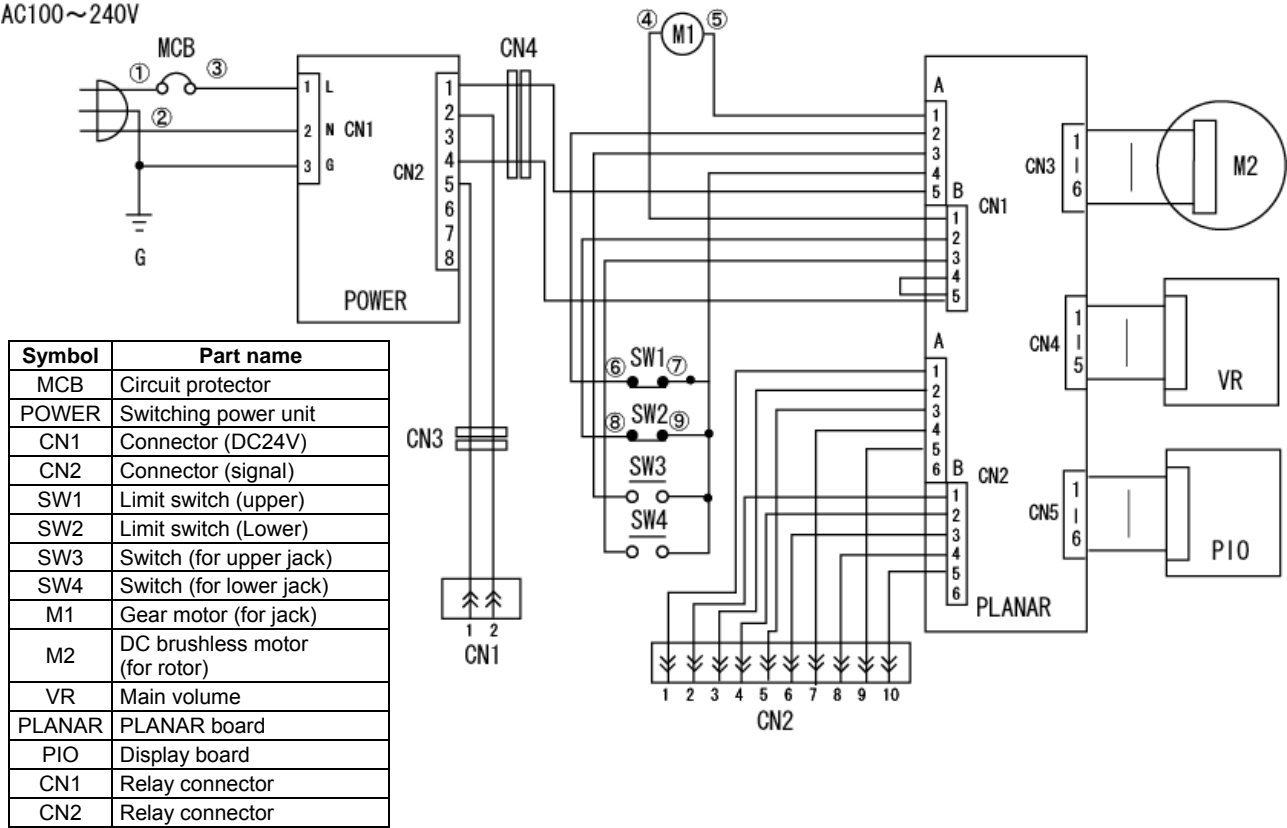 AC100～240V
MCB
① ③
②
1 L
2 N CN1
3 G
G
CN2
1
2
3
4
5
6
7
8
POWER
CN4
④ M1 ⑤
A
1
2
3
4
5 B
CN1
1
2
3
4
5
CN3
1
|
6
M2
CN4
1
|
5
VR
CN5
1
|
6
PIO
A
1
2
3
4
5
6 B
CN2
1
2
3
4
5
6
PLANAR
⑥ SW1 ⑦
⑧ SW2 ⑨
SW3
SW4
CN3
1 2
CN1
1 2 3 4 5 6 7 8 9 10
CN2
Symbol Part name
MCB Circuit protector
POWER Switching power unit
CN1 Connector (DC24V)
CN2 Connector (signal)
SW1 Limit switch (upper)
SW2 Limit switch (Lower)
SW3 Switch (for upper jack)
SW4 Switch (for lower jack)
M1 Gear motor (for jack)
M2 DC brushless motor
(for rotor)
VR Main volume
PLANAR PLANAR board
PIO Display board
CN1 Relay connector
CN2 Relay connector